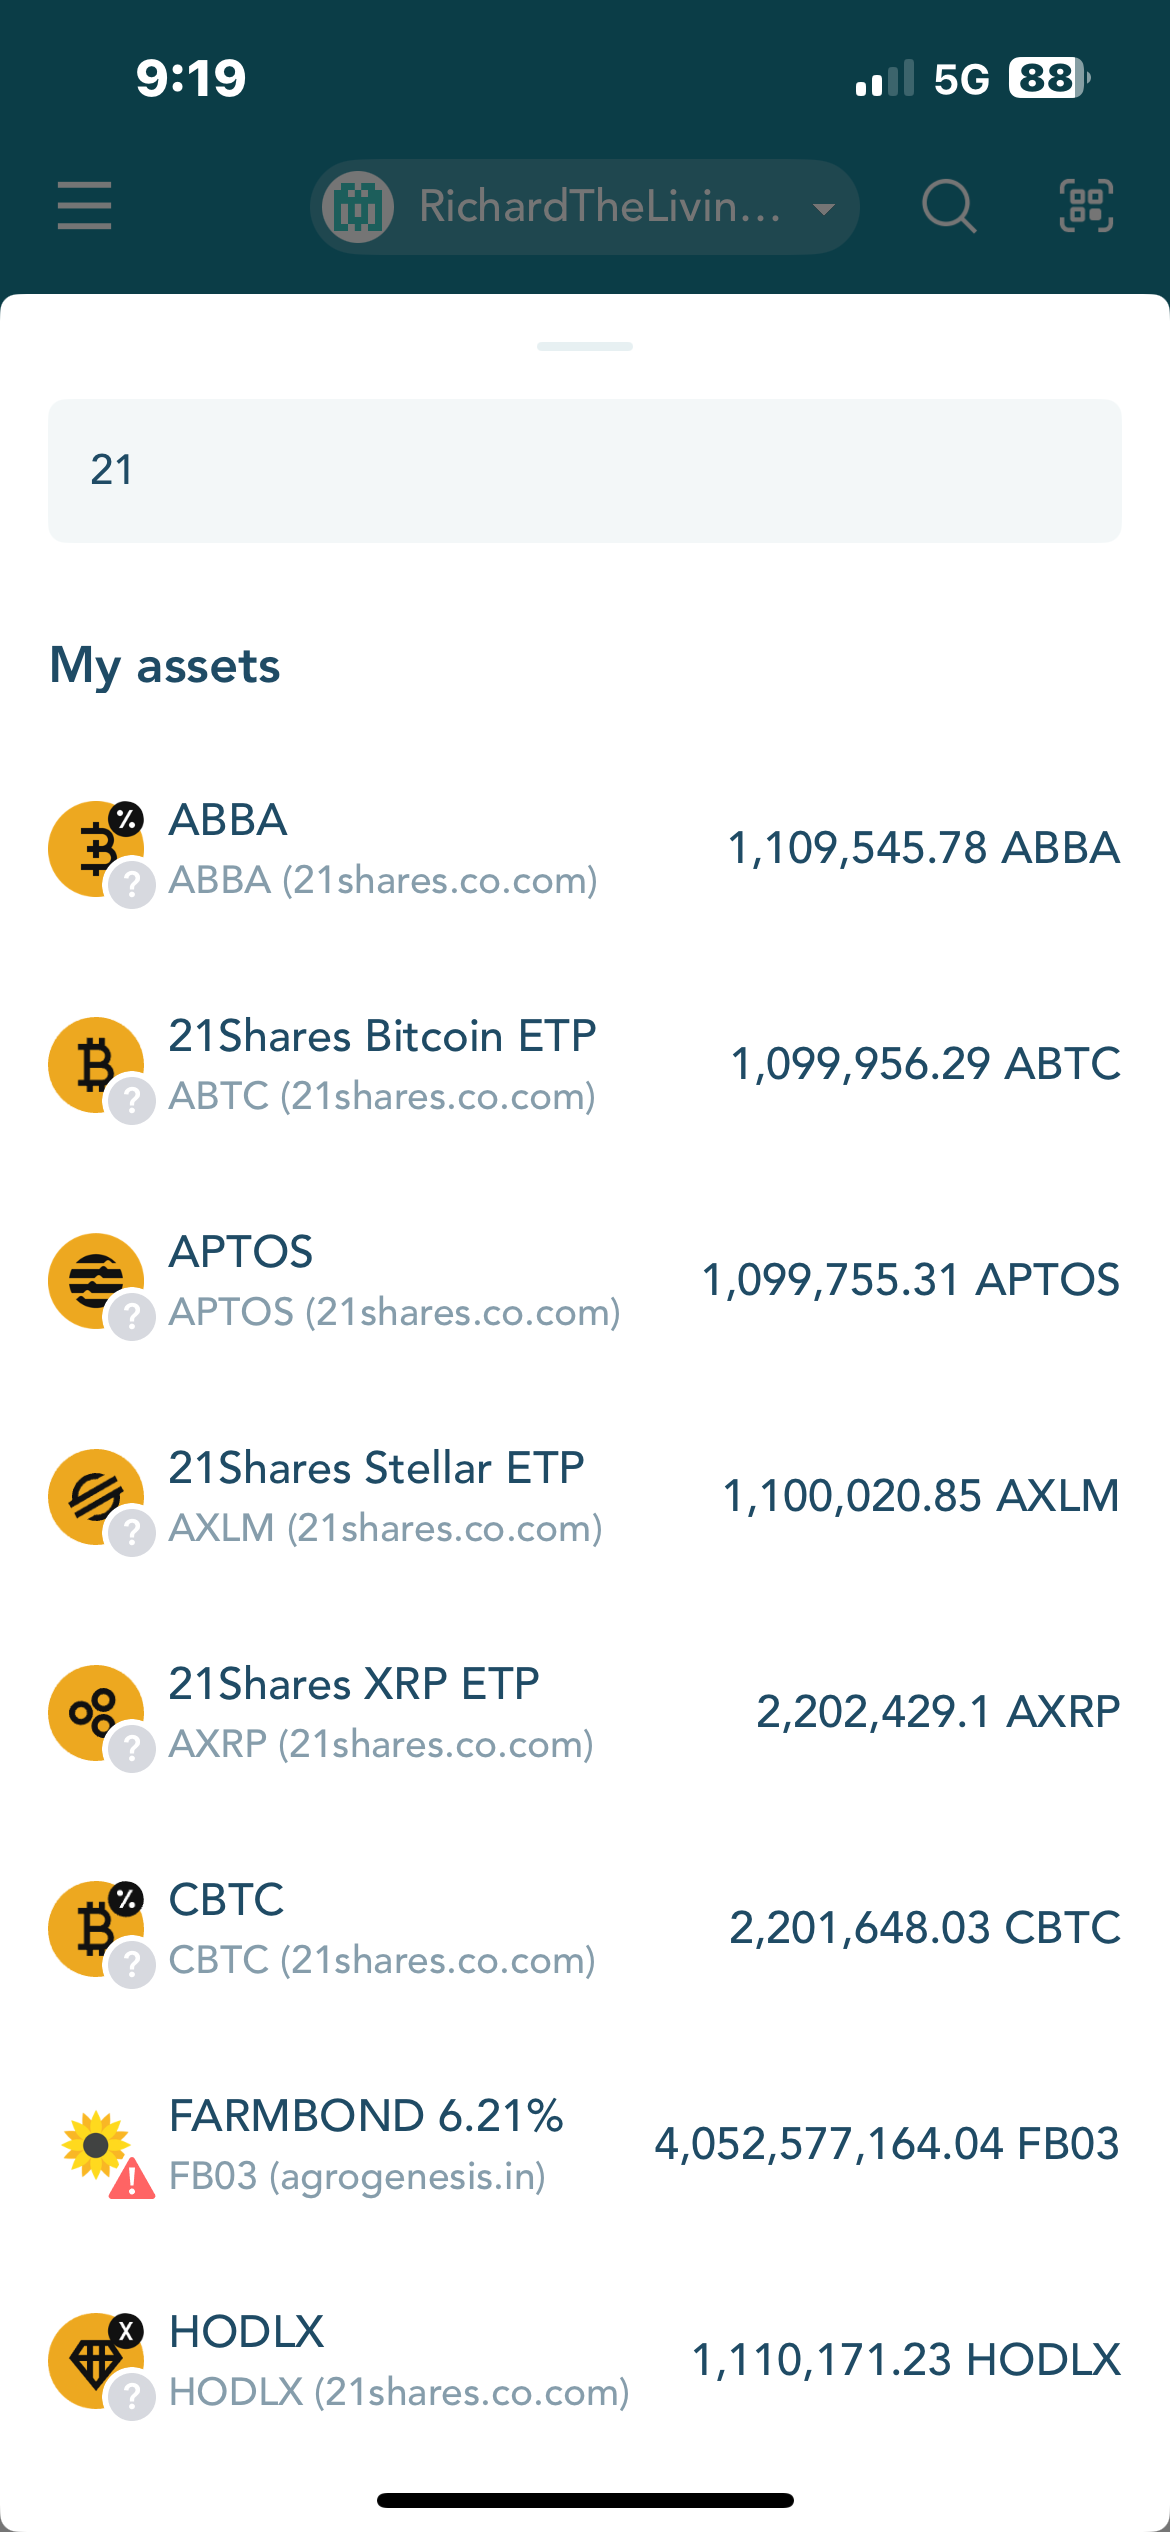 9:19
5G 88
RichardTheLivin...
21
My assets
ABBA
ABBA (21shares.co.com)
1,109,545.78 ABBA
21Shares Bitcoin ETP
ABTC (21shares.co.com)
1,099,956.29 ABTC
APTOS
APTOS (21shares.co.com)
1,099,755.31 APTOS
21Shares Stellar ETP
AXLM (21shares.co.com)
1,100,020.85 AXLM
21Shares XRP ETP
AXRP (21shares.co.com)
2,202,429.1 AXRP
CBTC
CBTC (21shares.co.com)
2,201,648.03 CBTC
FARMBOND 6.21%
FB03 (agrogenesis.in)
4,052,577,164.04 FB03
HODLX
HODLX (21shares.co.com)
1,110,171.23 HODLX